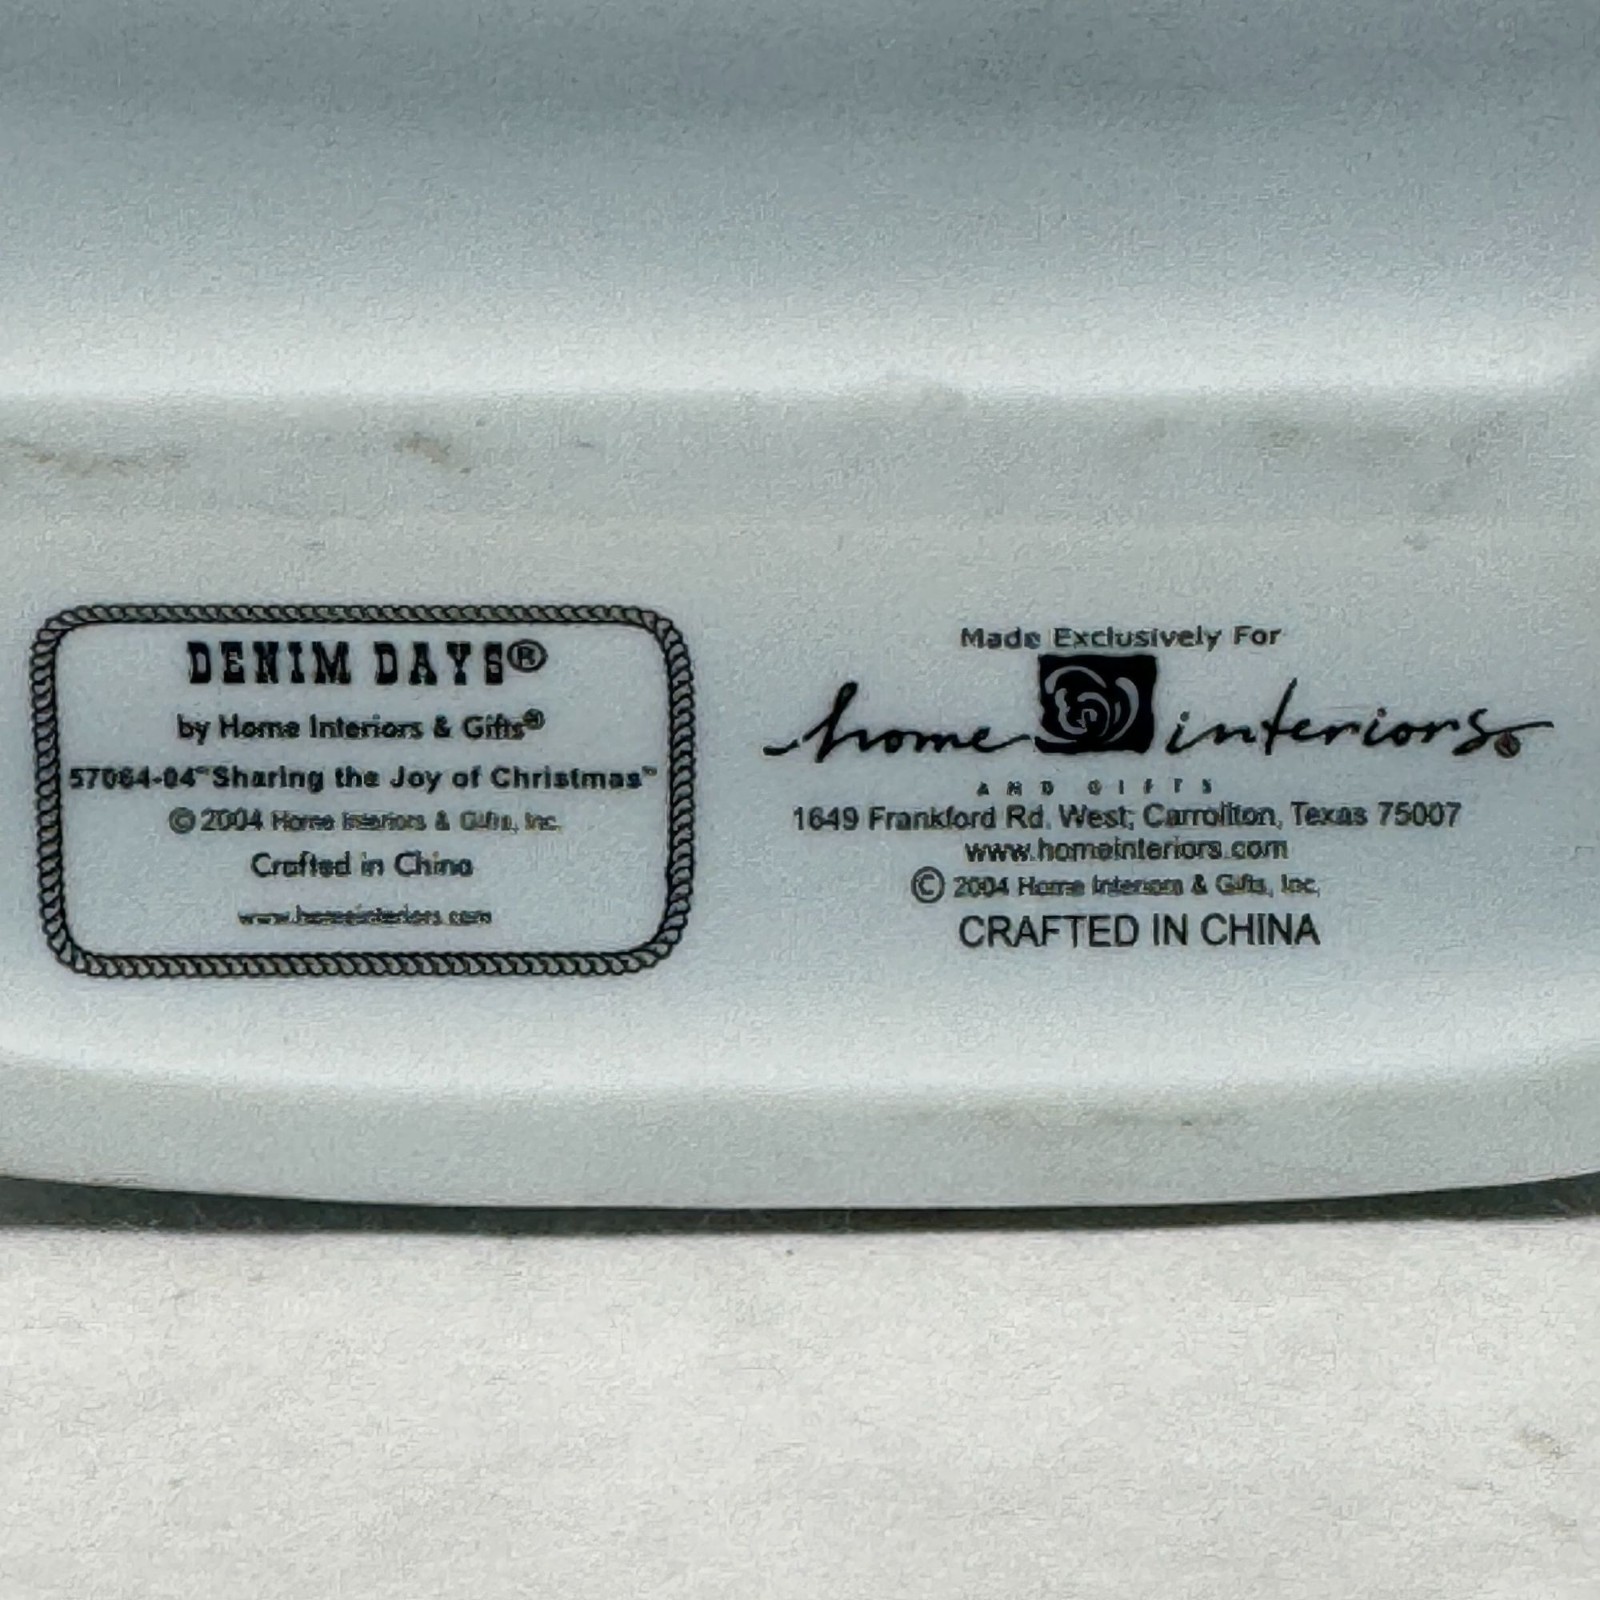 DENIM DAYS®
by Home Interiors & Gifts®
57064-04 "Sharing the Joy of Christmas"
© 2004 Home Interiors & Gifts, Inc.
Crafted in China
www.homeinteriors.com
Made Exclusively For
home interiors®
AND GIFTS
1649 Frankford Rd. West, Carrollton, Texas 75007
www.homeinteriors.com
© 2004 Home Interiors & Gifts, Inc.
CRAFTED IN CHINA